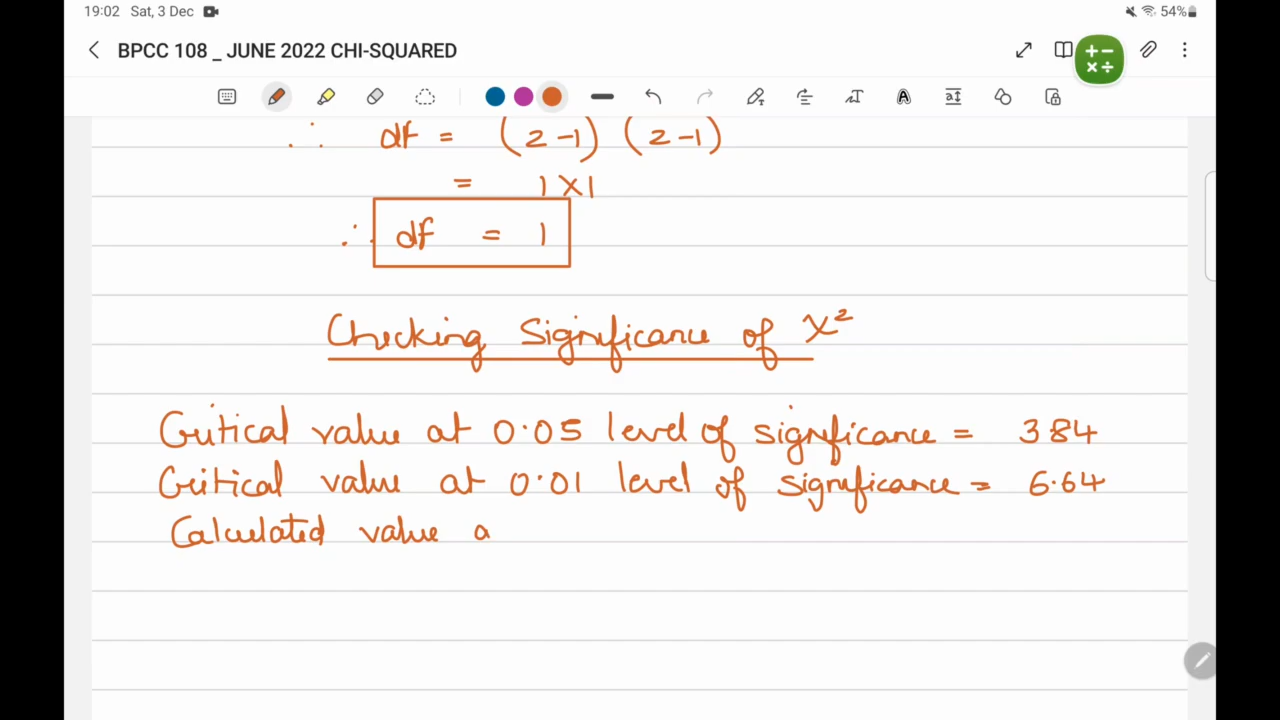 19:02 Sat, 3 Dec 54%
BPCC 108 _ JUNE 2022 CHI-SQUARED
∴ df = (2-1) (2-1)
= 1 X 1
∴ df = 1
Checking Significance of X²
Critical value at 0.05 level of significance = 3 84
Critical value at 0.01 level of significance = 6.64
Calculated value a